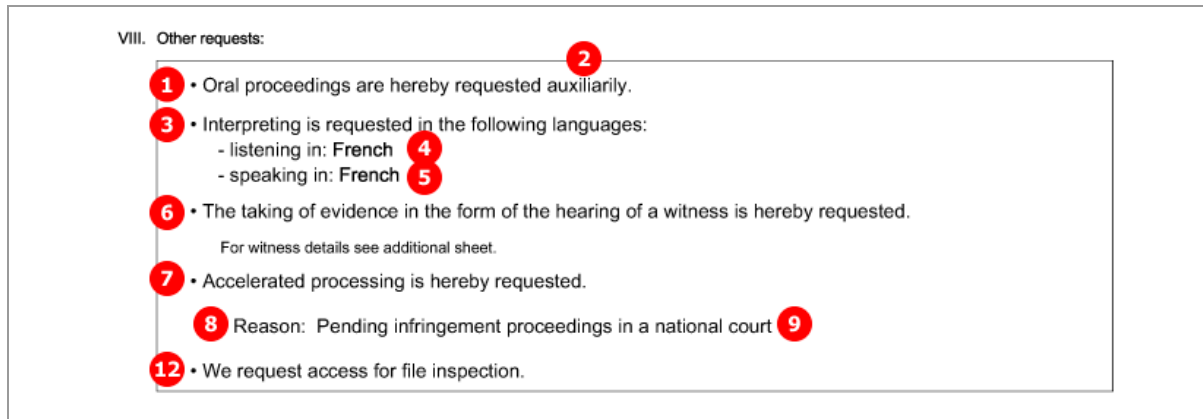 VIII. Other requests:
2
1 • Oral proceedings are hereby requested auxiliarily.
3 • Interpreting is requested in the following languages:
- listening in: French 4
- speaking in: French 5
6 • The taking of evidence in the form of the hearing of a witness is hereby requested.
For witness details see additional sheet.
7 • Accelerated processing is hereby requested.
8 Reason: Pending infringement proceedings in a national court 9
12 • We request access for file inspection.